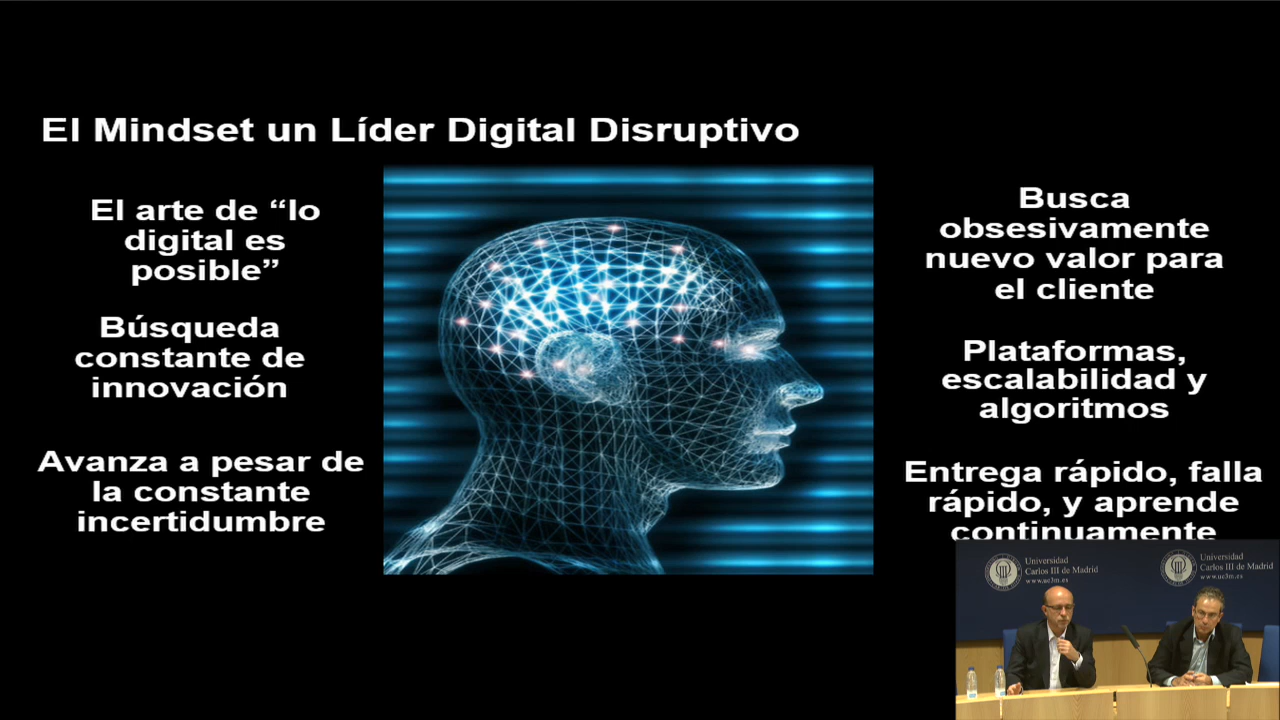 El Mindset un Líder Digital Disruptivo
El arte de “lo
digital es
posible”
Búsqueda
constante de
innovación
Avanza a pesar de
la constante
incertidumbre
Busca
obsesivamente
nuevo valor para
el cliente
Plataformas,
escalabilidad y
algoritmos
Entrega rápido, falla
rápido, y aprende
continuamente
Universidad
Carlos III de Madrid
www.uc3m.es
Universidad
Carlos III de Madrid
www.uc3m.es